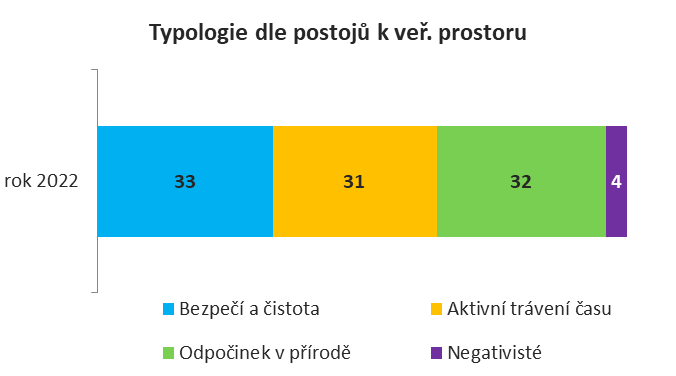 Typologie dle postojů k veř. prostoru
rok 2022
33 31 32 4
Bezpečí a čistota Aktivní trávení času
Odpočinek v přírodě Negativisté